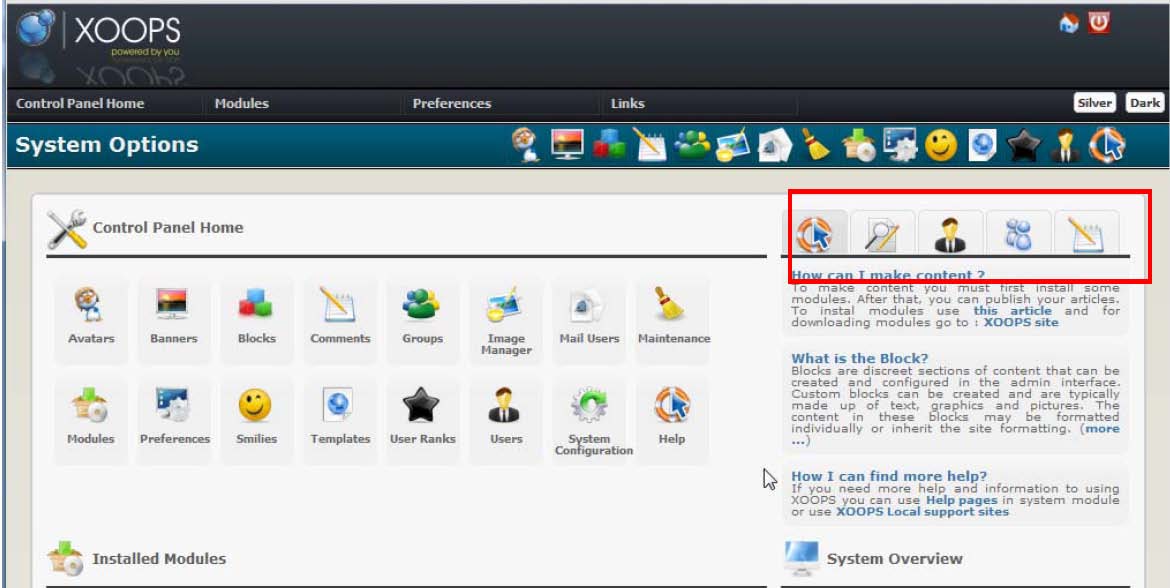 XOOPS
powered by you
Control Panel Home
Modules
Preferences
Links
Silver
Dark
System Options
Control Panel Home
Avatars
Banners
Blocks
Comments
Groups
Image
Manager
Mail Users
Maintenance
Modules
Preferences
Smilies
Templates
User Ranks
Users
System
Configuration
Help
How can I make content ?
To make content you must first install some
modules. After that, you can publish your articles.
To instal modules use this article and for
downloading modules go to : XOOPS site
What is the Block?
Blocks are discreet sections of content that can be
created and configured in the admin interface.
Custom blocks can be created and are typically
made up of text, graphics and pictures. The
content in these blocks may be formatted
individually or inherit the site formatting. (more
...)
How I can find more help?
If you need more help and information to using
XOOPS you can use Help pages in system module
or use XOOPS Local support sites
Installed Modules
System Overview